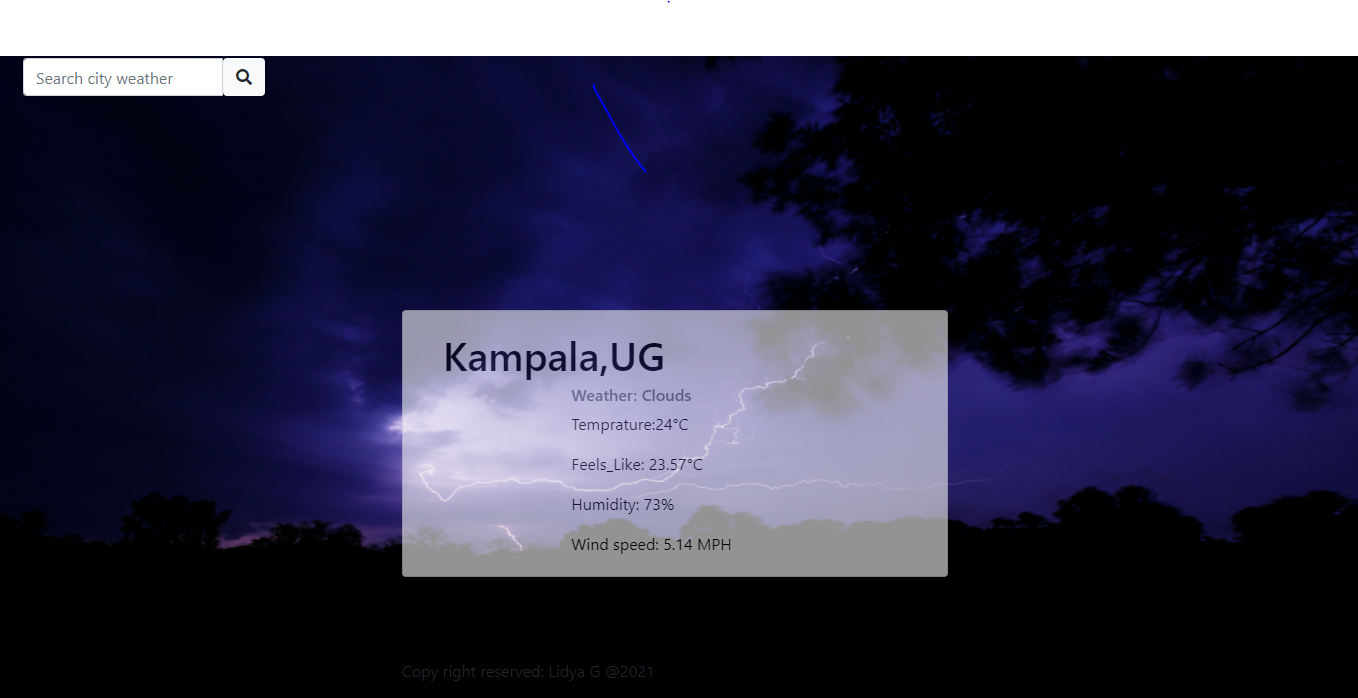 Search city weather
Kampala,UG
Weather: Clouds
Temprature:24°C
Feels_Like: 23.57°C
Humidity: 73%
Wind speed: 5.14 MPH
Copy right reserved: Lidya G @2021